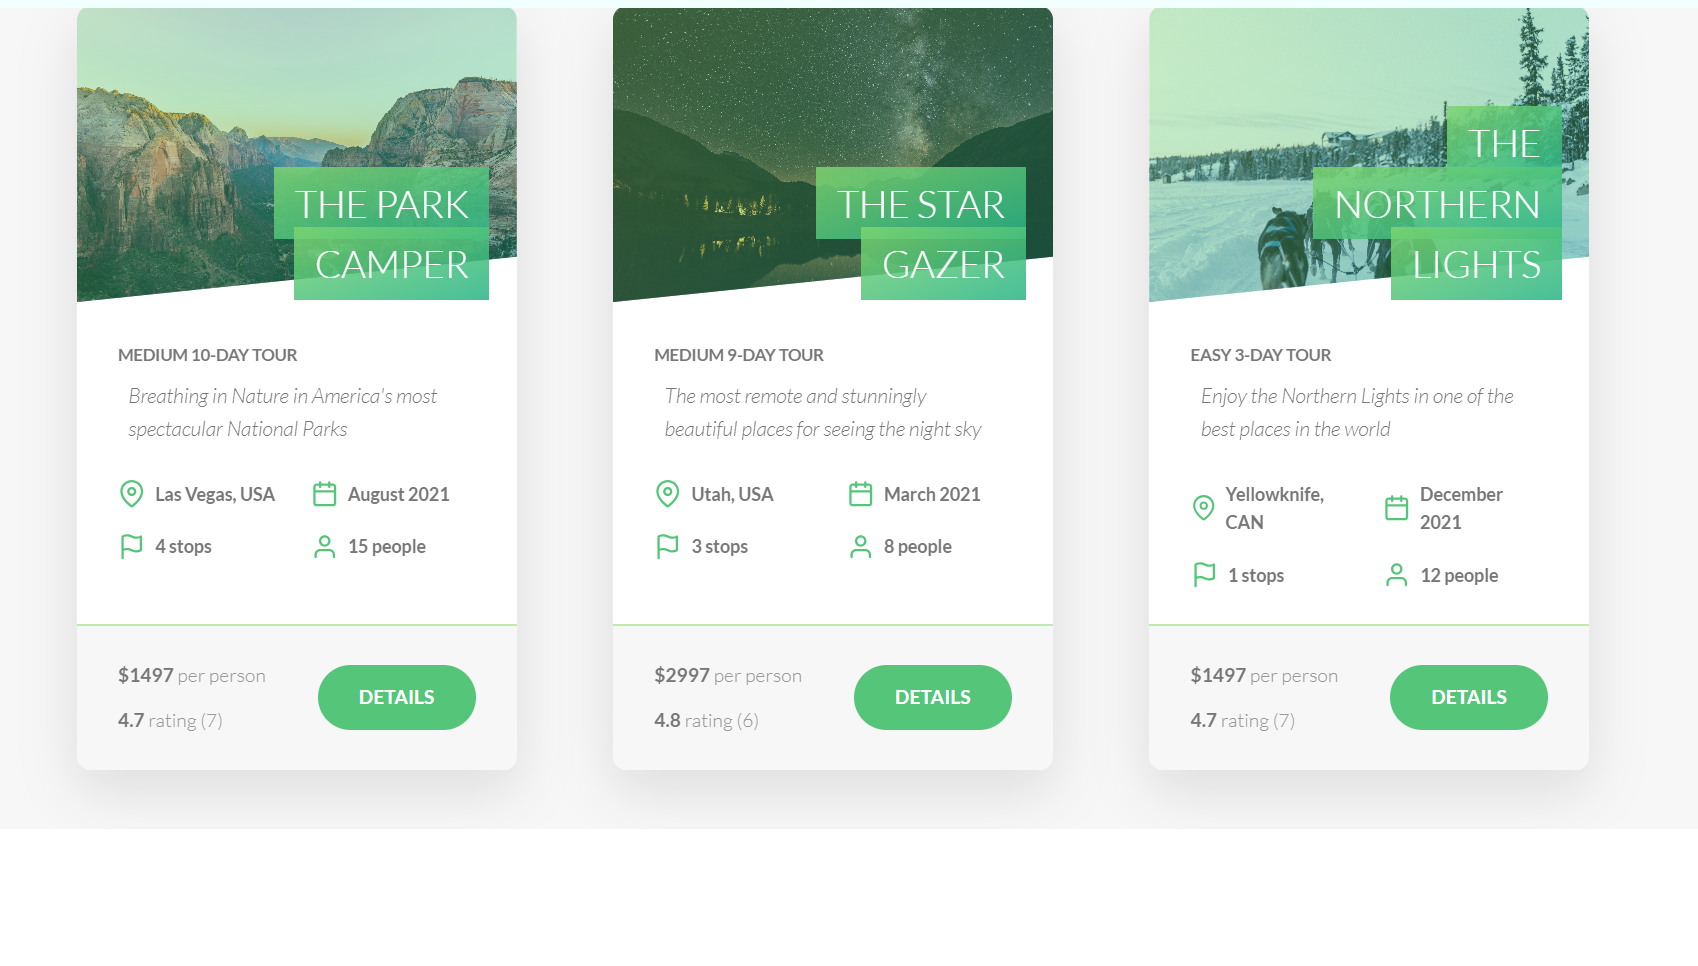 THE PARK
CAMPER
MEDIUM 10-DAY TOUR
Breathing in Nature in America's most
spectacular National Parks
Las Vegas, USA
August 2021
4 stops
15 people
$1497 per person
4.7 rating (7)
DETAILS
THE STAR
GAZER
MEDIUM 9-DAY TOUR
The most remote and stunningly
beautiful places for seeing the night sky
Utah, USA
March 2021
3 stops
8 people
$2997 per person
4.8 rating (6)
DETAILS
THE
NORTHERN
LIGHTS
EASY 3-DAY TOUR
Enjoy the Northern Lights in one of the
best places in the world
Yellowknife,
CAN
December
2021
1 stops
12 people
$1497 per person
4.7 rating (7)
DETAILS